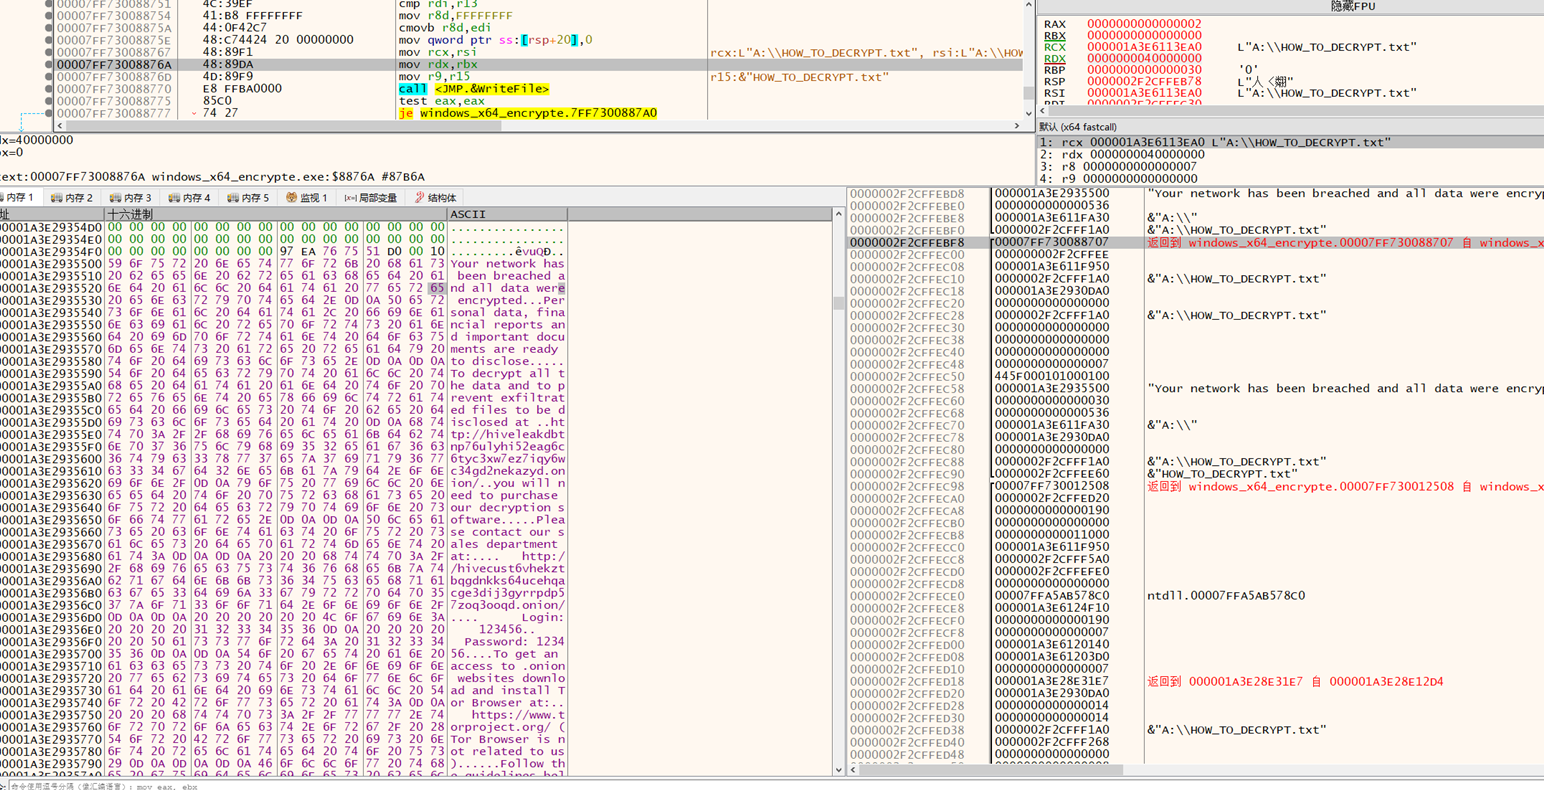 00007FF730088751 4C:39EF cmp rdi,r13
00007FF730088754 41:B8 FFFFFFFF mov r8d,FFFFFFFF
00007FF73008875A 44:0F42C7 cmovb r8d,edi
00007FF73008875E 48:C74424 20 00000000 mov qword ptr ss:[rsp+20],0
00007FF730088767 48:89F1 mov rcx,rsi rcx:L"A:\\HOW_TO_DECRYPT.txt", rsi:L"A:\\HOW
00007FF73008876A 48:89DA mov rdx,rbx
00007FF73008876D 4D:89F9 mov r9,r15 r15:&"HOW_TO_DECRYPT.txt"
00007FF730088770 E8 FFBA0000 call <JMP.&WriteFile>
00007FF730088775 85C0 test eax,eax
00007FF730088777 74 27 je windows_x64_encrypte.7FF7300887A0
隐藏FPU
RAX 0000000000000002
RBX 0000000000000000
RCX 000001A3E6113EA0 L"A:\\HOW_TO_DECRYPT.txt"
RDX 0000000040000000
RBP 0000000000000030 '0'
RSP 0000002F2CFFEB78
RSI 000001A3E6113EA0 L"A:\\HOW_TO_DECRYPT.txt"
默认 (x64 fastcall)
1: rcx 000001A3E6113EA0 L"A:\\HOW_TO_DECRYPT.txt"
2: rdx 0000000040000000
3: r8 0000000000000007
4: r9 0000000000000000
dx=40000000
bx=0
text:00007FF73008876A windows_x64_encrypte.exe:$8876A #87B6A
内存 1 内存 2 内存 3 内存 4 内存 5 监视 1 局部变量 结构体
址 十六进制 ASCII
00001A3E29354D0 00 00 00 00 00 00 00 00 00 00 00 00 00 00 00 00 ................
00001A3E29354E0 00 00 00 00 00 00 00 00 00 00 00 00 00 00 00 00 ................
00001A3E29354F0 00 00 00 00 00 00 00 00 97 EA 76 75 51 D0 00 10 .........êvuQÐ..
00001A3E2935500 59 6F 75 72 20 6E 65 74 77 6F 72 6B 20 68 61 73 Your network has
00001A3E2935510 20 62 65 65 6E 20 62 72 65 61 63 68 65 64 20 61 been breached a
00001A3E2935520 6E 64 20 61 6C 6C 20 64 61 74 61 20 77 65 72 65 nd all data were
00001A3E2935530 20 65 6E 63 72 79 70 74 65 64 2E 0D 0A 50 65 72 encrypted...Per
00001A3E2935540 73 6F 6E 61 6C 20 64 61 74 61 2C 20 66 69 6E 61 sonal data, fina
00001A3E2935550 6E 63 69 61 6C 20 72 65 70 6F 72 74 73 20 61 6E ncial reports an
00001A3E2935560 64 20 69 6D 70 6F 72 74 61 6E 74 20 64 6F 63 75 d important docu
00001A3E2935570 6D 65 6E 74 73 20 61 72 65 20 72 65 61 64 79 20 ments are ready
00001A3E2935580 74 6F 20 64 69 73 63 6C 6F 73 65 2E 0D 0A 0D 0A to disclose.....
00001A3E2935590 54 6F 20 64 65 63 72 79 70 74 20 61 6C 6C 20 74 To decrypt all t
00001A3E29355A0 68 65 20 64 61 74 61 20 61 6E 64 20 74 6F 20 70 he data and to p
00001A3E29355B0 72 65 76 65 6E 74 20 65 78 66 69 6C 74 72 61 74 revent exfiltrat
00001A3E29355C0 65 64 20 66 69 6C 65 73 20 74 6F 20 62 65 20 64 ed files to be d
00001A3E29355D0 69 73 63 6C 6F 73 65 64 20 61 74 20 0D 0A 68 74 isclosed at ..ht
00001A3E29355E0 74 70 3A 2F 2F 68 69 76 65 6C 65 61 6B 64 62 74 tp://hiveleakdbt
00001A3E29355F0 6E 70 37 36 75 6C 79 68 69 35 32 65 61 67 36 63 np76ulyhi52eag6c
00001A3E2935600 36 74 79 63 33 78 77 37 65 7A 37 69 71 79 36 77 6tyc3xw7ez7iqy6w
00001A3E2935610 63 33 34 67 64 32 6E 65 6B 61 7A 79 64 2E 6F 6E c34gd2nekazyd.on
00001A3E2935620 69 6F 6E 2F 0D 0A 79 6F 75 20 77 69 6C 6C 20 6E ion/..you will n
00001A3E2935630 65 65 64 20 74 6F 20 70 75 72 63 68 61 73 65 20 eed to purchase
00001A3E2935640 6F 75 72 20 64 65 63 72 79 70 74 69 6F 6E 20 73 our decryption s
00001A3E2935650 6F 66 74 77 61 72 65 2E 0D 0A 0D 0A 50 6C 65 61 oftware.....Plea
00001A3E2935660 73 65 20 63 6F 6E 74 61 63 74 20 6F 75 72 20 73 se contact our s
00001A3E2935670 61 6C 65 73 20 64 65 70 61 72 74 6D 65 6E 74 20 ales department
00001A3E2935680 61 74 3A 0D 0A 0D 0A 20 20 20 68 74 74 70 3A 2F at:.... http:/
00001A3E2935690 2F 68 69 76 65 63 75 73 74 36 76 68 65 6B 7A 74 /hivecust6vhekzt
00001A3E29356A0 62 71 67 64 6E 6B 6B 73 36 34 75 63 65 68 71 61 bqgdnkks64ucehqa
00001A3E29356B0 63 67 65 33 64 69 6A 33 67 79 72 72 70 64 70 35 cge3dij3gyrrpdp5
00001A3E29356C0 37 7A 6F 71 33 6F 6F 71 64 2E 6F 6E 69 6F 6E 2F 7zoq3ooqd.onion/
00001A3E29356D0 0D 0A 0D 0A 20 20 20 20 20 20 4C 6F 67 69 6E 3A .... Login:
00001A3E29356E0 20 20 20 20 31 32 33 34 35 36 0D 0A 20 20 20 20 123456..
00001A3E29356F0 20 20 50 61 73 73 77 6F 72 64 3A 20 31 32 33 34 Password: 1234
00001A3E2935700 35 36 0D 0A 0D 0A 54 6F 20 67 65 74 20 61 6E 20 56....To get an
00001A3E2935710 61 63 63 65 73 73 20 74 6F 20 2E 6F 6E 69 6F 6E access to .onion
00001A3E2935720 20 77 65 62 73 69 74 65 73 20 64 6F 77 6E 6C 6F websites downlo
00001A3E2935730 61 64 20 61 6E 64 20 69 6E 73 74 61 6C 6C 20 54 ad and install T
00001A3E2935740 6F 72 20 42 72 6F 77 73 65 72 20 61 74 3A 0D 0A or Browser at:..
00001A3E2935750 20 20 20 68 74 74 70 73 3A 2F 2F 77 77 77 2E 74 https://www.t
00001A3E2935760 6F 72 70 72 6F 6A 65 63 74 2E 6F 72 67 2F 20 28 orproject.org/ (
00001A3E2935770 54 6F 72 20 42 72 6F 77 73 65 72 20 69 73 20 6E Tor Browser is n
00001A3E2935780 6F 74 20 72 65 6C 61 74 65 64 20 74 6F 20 75 73 ot related to us
00001A3E2935790 29 0D 0A 0D 0A 0D 0A 46 6F 6C 6C 6F 77 20 74 68 )......Follow th
0000002F2CFFEBD8 000001A3E2935500 "Your network has been breached and all data were encryp
0000002F2CFFEBE0 0000000000000536
0000002F2CFFEBE8 000001A3E611FA30 &"A:\\"
0000002F2CFFEBF0 0000002F2CFFF1A0 &"A:\\HOW_TO_DECRYPT.txt"
0000002F2CFFEBF8 00007FF730088707 返回到 windows_x64_encrypte.00007FF730088707 自 windows_x
0000002F2CFFEC00 0000002F2CFFEE
0000002F2CFFEC08 000001A3E611F950
0000002F2CFFEC10 0000002F2CFFF1A0 &"A:\\HOW_TO_DECRYPT.txt"
0000002F2CFFEC18 000001A3E2930DA0
0000002F2CFFEC20 0000000000000000
0000002F2CFFEC28 0000002F2CFFF1A0 &"A:\\HOW_TO_DECRYPT.txt"
0000002F2CFFEC30 0000000000000000
0000002F2CFFEC38 0000000000000000
0000002F2CFFEC40 0000000000000000
0000002F2CFFEC48 0000000000000007
0000002F2CFFEC50 445F000101000100
0000002F2CFFEC58 000001A3E2935500 "Your network has been breached and all data were encryp
0000002F2CFFEC60 0000000000000030
0000002F2CFFEC68 0000000000000536
0000002F2CFFEC70 000001A3E611FA30 &"A:\\"
0000002F2CFFEC78 000001A3E2930DA0
0000002F2CFFEC80 0000000000000000
0000002F2CFFEC88 0000002F2CFFF1A0 &"A:\\HOW_TO_DECRYPT.txt"
0000002F2CFFEC90 0000002F2CFFEE60 &"HOW_TO_DECRYPT.txt"
0000002F2CFFEC98 00007FF730012508 返回到 windows_x64_encrypte.00007FF730012508 自 windows_x
0000002F2CFFECA0 0000002F2CFFED20
0000002F2CFFECA8 0000000000000190
0000002F2CFFECB0 0000000000000000
0000002F2CFFECB8 0000000000011000
0000002F2CFFECC0 000001A3E611F950
0000002F2CFFECC8 0000002F2CFFF5A0
0000002F2CFFECD0 0000002F2CFFEFE0
0000002F2CFFECD8 0000000000000000
0000002F2CFFECE0 00007FFA5AB578C0 ntdll.00007FFA5AB578C0
0000002F2CFFECE8 000001A3E6124F10
0000002F2CFFECF0 0000000000000190
0000002F2CFFECF8 0000000000000007
0000002F2CFFED00 000001A3E6120140
0000002F2CFFED08 000001A3E61203D0
0000002F2CFFED10 0000000000000007
0000002F2CFFED18 000001A3E28E31E7 返回到 000001A3E28E31E7 自 000001A3E28E12D4
0000002F2CFFED20 000001A3E2930DA0
0000002F2CFFED28 0000000000000014
0000002F2CFFED30 0000000000000014
0000002F2CFFED38 0000002F2CFFF1A0 &"A:\\HOW_TO_DECRYPT.txt"
0000002F2CFFED40 0000002F2CFFF268
0000002F2CFFED48 0000000000000000
命令使用逗号分隔（像汇编语言）: mov eax, ebx